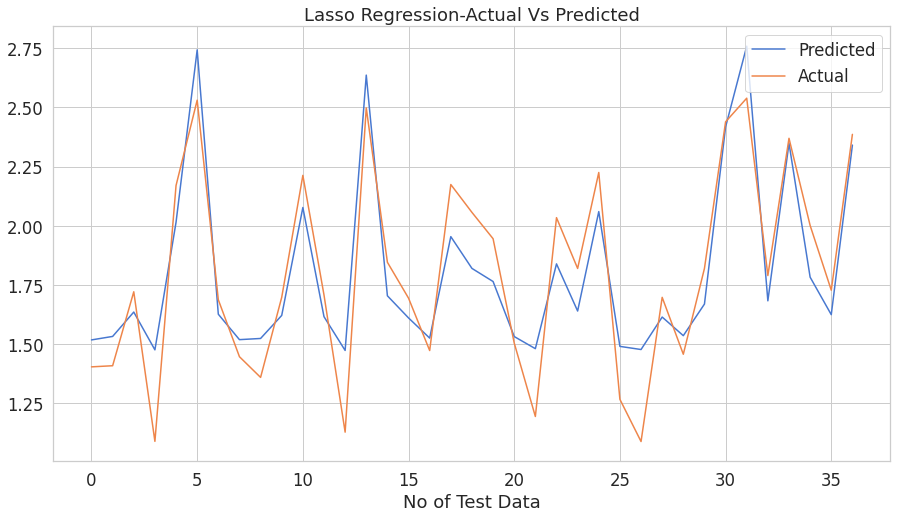 Lasso Regression-Actual Vs Predicted
2.75
2.50
2.25
2.00
1.75
1.50
1.25
Predicted
Actual
0 5 10 15 20 25 30 35
No of Test Data